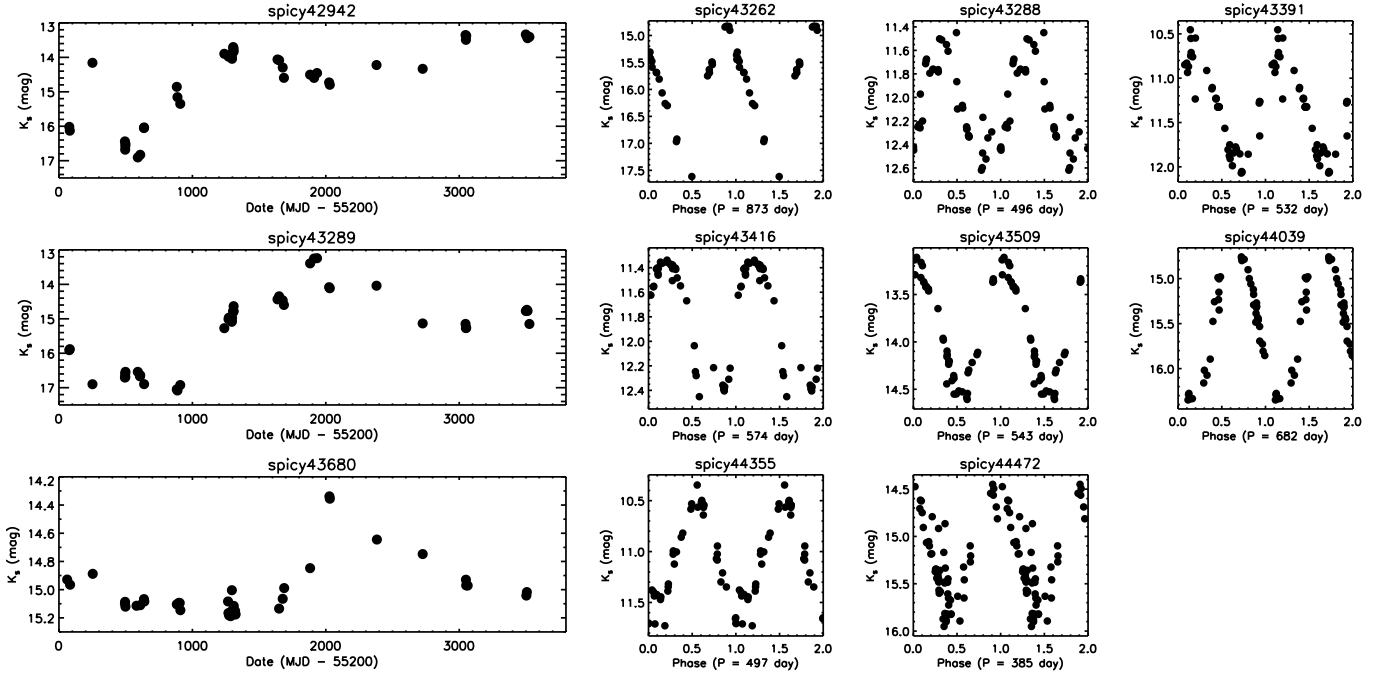 spicy42942
13
14
15
16
17
K_s (mag)
0 1000 2000 3000
Date (MJD - 55200)
spicy43262
15.0
15.5
16.0
16.5
17.0
17.5
K_s (mag)
0.0 0.5 1.0 1.5 2.0
Phase (P = 873 day)
spicy43288
11.4
11.6
11.8
12.0
12.2
12.4
12.6
K_s (mag)
0.0 0.5 1.0 1.5 2.0
Phase (P = 496 day)
spicy43391
10.5
11.0
11.5
12.0
K_s (mag)
0.0 0.5 1.0 1.5 2.0
Phase (P = 532 day)
spicy43289
13
14
15
16
17
K_s (mag)
0 1000 2000 3000
Date (MJD - 55200)
spicy43416
11.4
11.6
11.8
12.0
12.2
12.4
K_s (mag)
0.0 0.5 1.0 1.5 2.0
Phase (P = 574 day)
spicy43509
13.5
14.0
14.5
K_s (mag)
0.0 0.5 1.0 1.5 2.0
Phase (P = 543 day)
spicy44039
15.0
15.5
16.0
K_s (mag)
0.0 0.5 1.0 1.5 2.0
Phase (P = 682 day)
spicy43680
14.2
14.4
14.6
14.8
15.0
15.2
K_s (mag)
0 1000 2000 3000
Date (MJD - 55200)
spicy44355
10.5
11.0
11.5
K_s (mag)
0.0 0.5 1.0 1.5 2.0
Phase (P = 497 day)
spicy44472
14.5
15.0
15.5
16.0
K_s (mag)
0.0 0.5 1.0 1.5 2.0
Phase (P = 385 day)